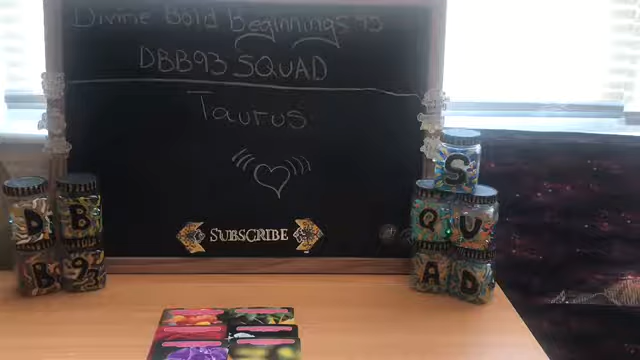 Divine Bold Beginnings 93
DBB93 SQUAD
Taurus
SUBSCRIBE
D B
B 93
S
Q U
A D